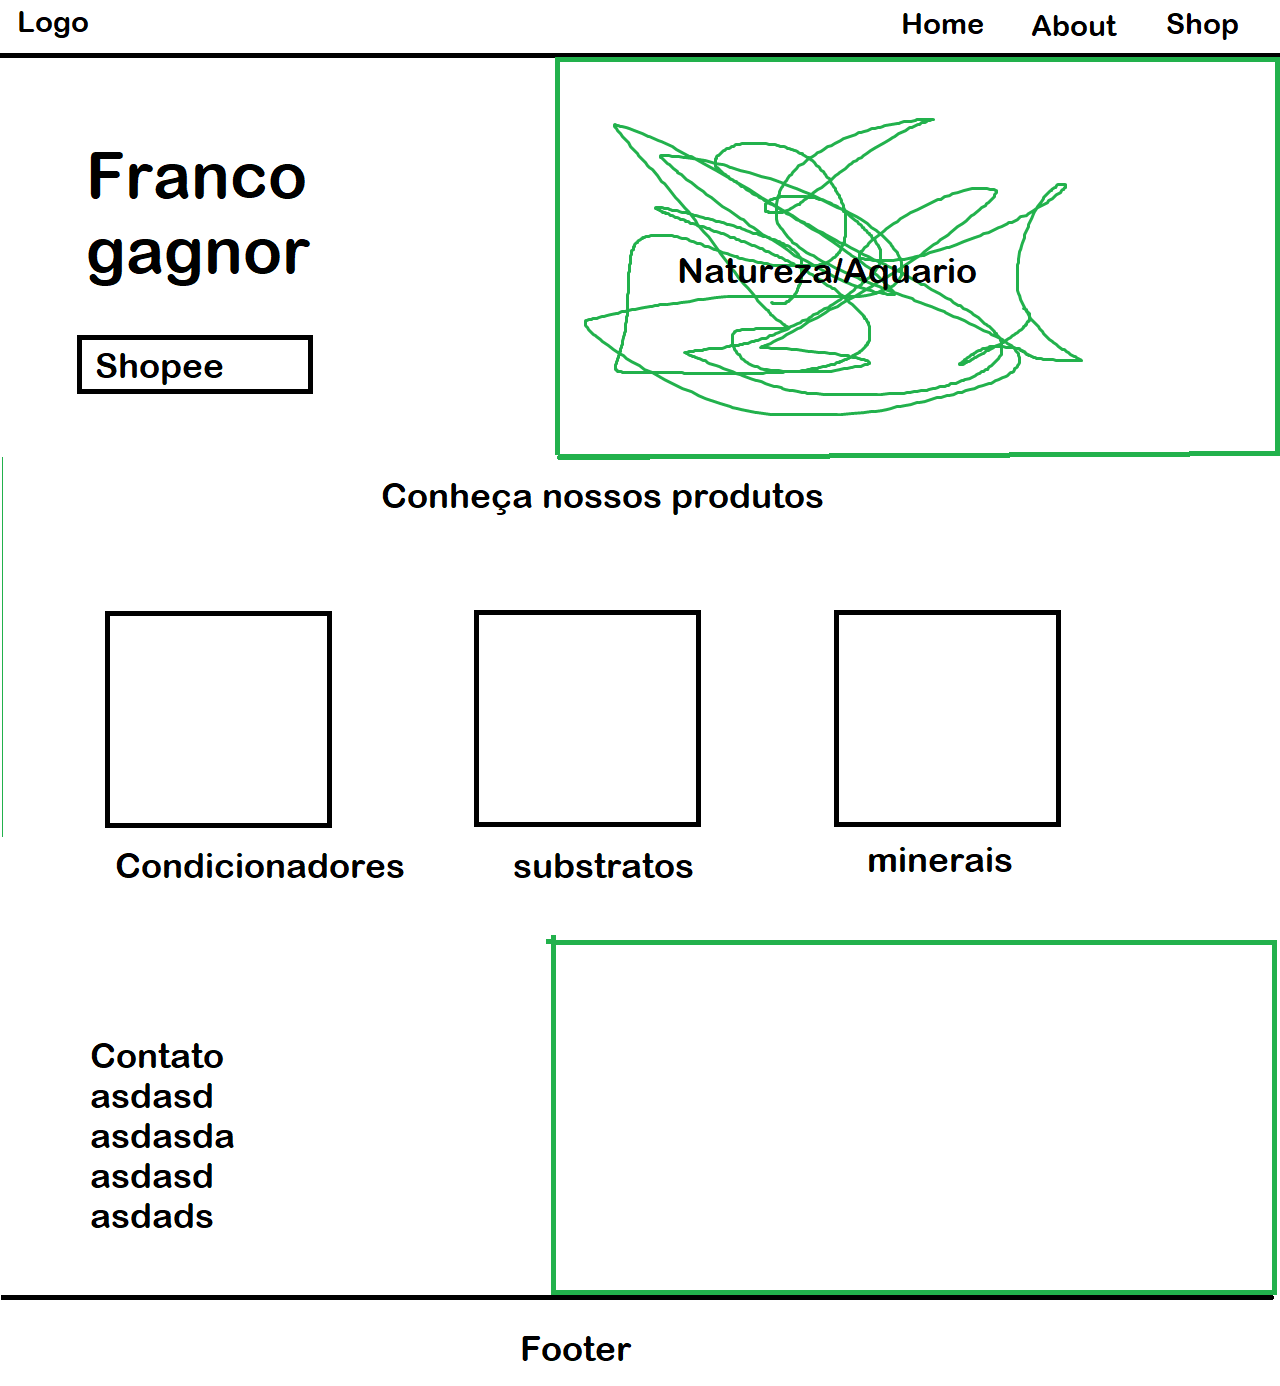 Logo
Home About Shop
Franco
gagnor
Natureza/Aquario
Shopee
Conheça nossos produtos
Condicionadores substratos minerais
Contato
asdasd
asdasda
asdasd
asdads
Footer